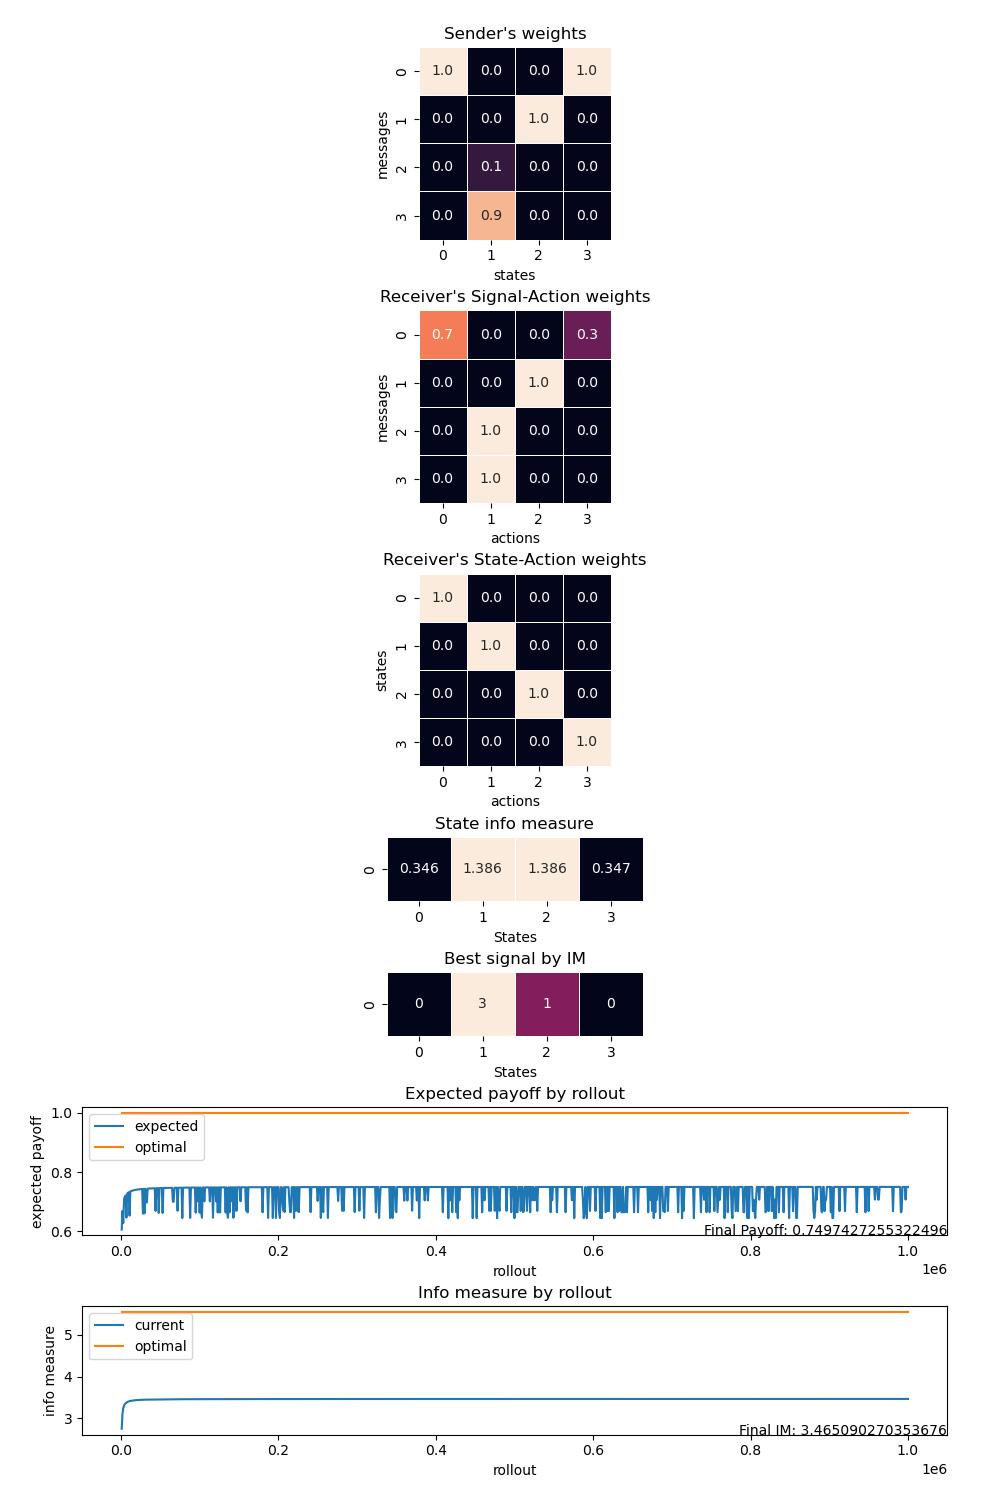 Sender's weights
0 1.0 0.0 0.0 1.0
1 0.0 0.0 1.0 0.0
messages
2 0.0 0.1 0.0 0.0
3 0.0 0.9 0.0 0.0
0 1 2 3
states
Receiver's Signal-Action weights
0 0.7 0.0 0.0 0.3
1 0.0 0.0 1.0 0.0
messages
2 0.0 1.0 0.0 0.0
3 0.0 1.0 0.0 0.0
0 1 2 3
actions
Receiver's State-Action weights
0 1.0 0.0 0.0 0.0
1 0.0 1.0 0.0 0.0
states
2 0.0 0.0 1.0 0.0
3 0.0 0.0 0.0 1.0
0 1 2 3
actions
State info measure
0 0.346 1.386 1.386 0.347
0 1 2 3
States
Best signal by IM
0 0 3 1 0
0 1 2 3
States
Expected payoff by rollout
expected payoff
1.0
0.8
0.6
expected
optimal
Final Payoff: 0.7497427255322496
0.0 0.2 0.4 0.6 0.8 1.0
1e6
rollout
Info measure by rollout
info measure
5
4
3
current
optimal
Final IM: 3.465090270353676
0.0 0.2 0.4 0.6 0.8 1.0
1e6
rollout